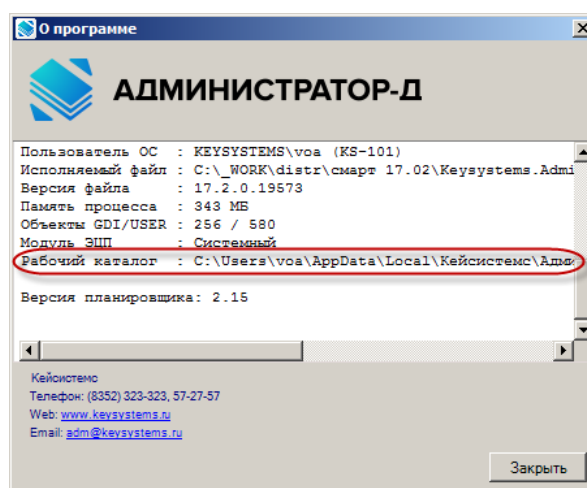 О программе
АДМИНИСТРАТОР-Д
Пользователь ОС : KEYSYSTEMS\voa (KS-101)
Исполняемый файл : C:\_WORK\distr\смарт 17.02\Keysystems.Admi
Версия файла : 17.2.0.19573
Память процесса : 343 МБ
Объекты GDI/USER : 256 / 580
Модуль ЭЦП : Системный
Рабочий каталог : C:\Users\voa\AppData\Local\Кейсистемс\Адми
Версия планировщика: 2.15
Кейсистемс
Телефон: (8352) 323-323, 57-27-57
Web: www.keysystems.ru
Email: adm@keysystems.ru
Закрыть